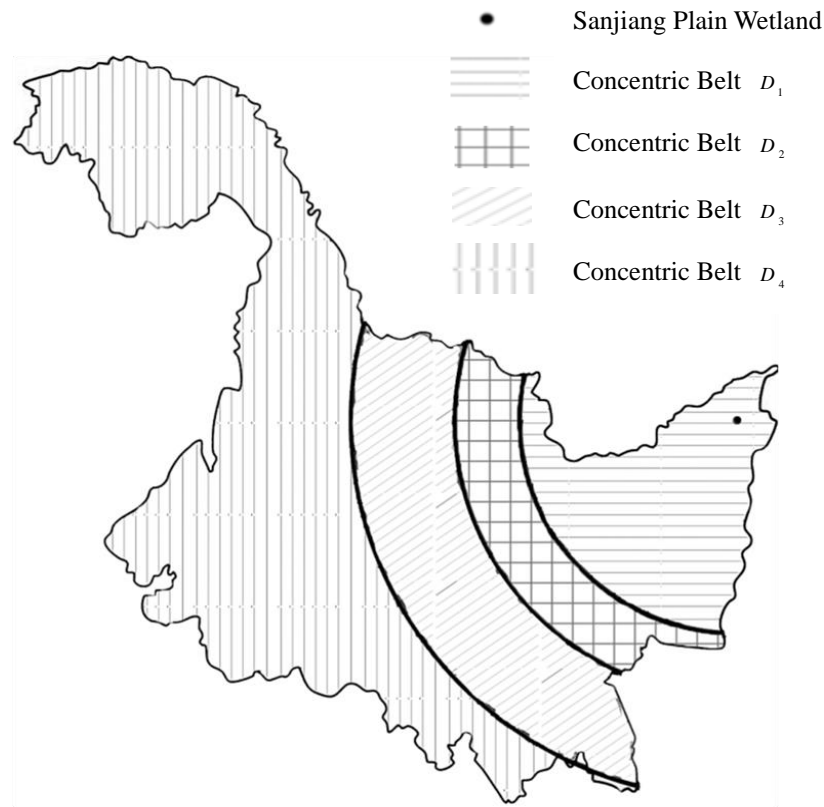 Sanjiang Plain Wetland
Concentric Belt D₁
Concentric Belt D₂
Concentric Belt D₃
Concentric Belt D₄